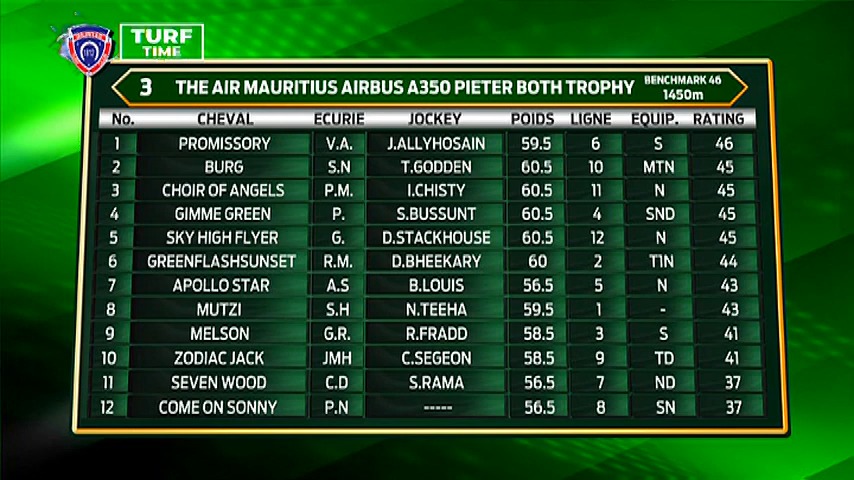 TURF
TIME
3 THE AIR MAURITIUS AIRBUS A350 PIETER BOTH TROPHY BENCHMARK 46
1450m
No. CHEVAL ECURIE JOCKEY POIDS LIGNE EQUIP. RATING
1 PROMISSORY V.A. J.ALLYHOSAIN 59.5 6 S 46
2 BURG S.N T.GODDEN 60.5 10 MTN 45
3 CHOIR OF ANGELS P.M. I.CHISTY 60.5 11 N 45
4 GIMME GREEN P. S.BUSSUNT 60.5 4 SND 45
5 SKY HIGH FLYER G. D.STACKHOUSE 60.5 12 N 45
6 GREENFLASHSUNSET R.M. D.BHEEKARY 60 2 T1N 44
7 APOLLO STAR A.S B.LOUIS 56.5 5 N 43
8 MUTZI S.H N.TEEHA 59.5 1 - 43
9 MELSON G.R. R.FRADD 58.5 3 S 41
10 ZODIAC JACK JMH C.SEGEON 58.5 9 TD 41
11 SEVEN WOOD C.D S.RAMA 56.5 7 ND 37
12 COME ON SONNY P.N ----- 56.5 8 SN 37